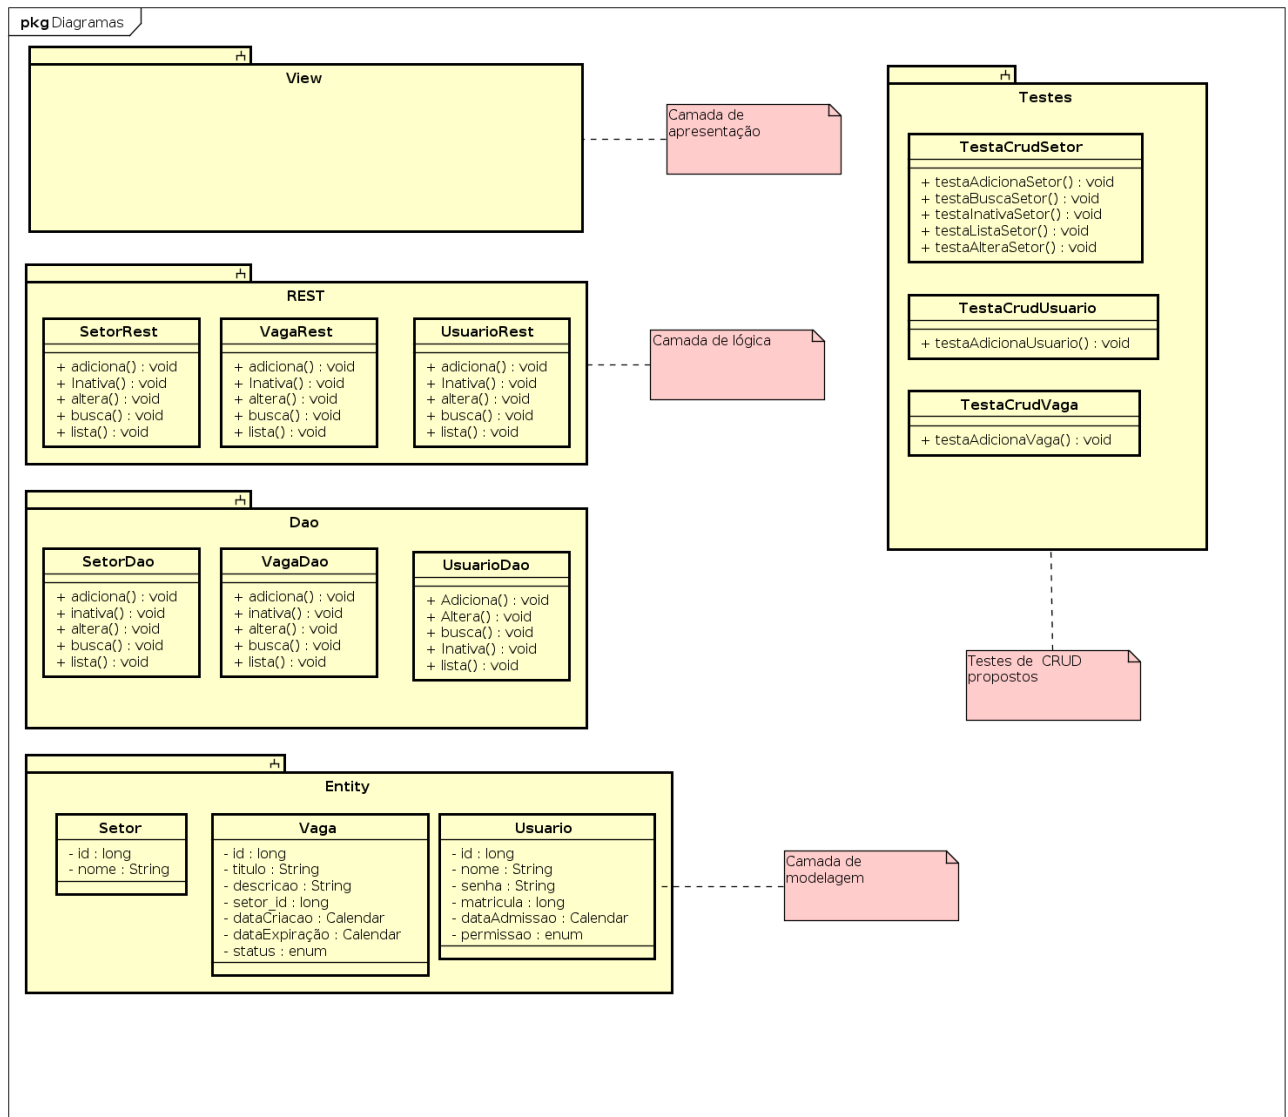 pkg Diagramas
View
Camada de
apresentação
REST
SetorRest
+ adiciona() : void
+ Inativa() : void
+ altera() : void
+ busca() : void
+ lista() : void
VagaRest
+ adiciona() : void
+ Inativa() : void
+ altera() : void
+ busca() : void
+ lista() : void
UsuarioRest
+ adiciona() : void
+ Inativa() : void
+ altera() : void
+ busca() : void
+ lista() : void
Camada de lógica
Dao
SetorDao
+ adiciona() : void
+ inativa() : void
+ altera() : void
+ busca() : void
+ lista() : void
VagaDao
+ adiciona() : void
+ inativa() : void
+ altera() : void
+ busca() : void
+ lista() : void
UsuarioDao
+ Adiciona() : void
+ Altera() : void
+ busca() : void
+ Inativa() : void
+ lista() : void
Entity
Setor
- id : long
- nome : String
Vaga
- id : long
- titulo : String
- descricao : String
- setor_id : long
- dataCriacao : Calendar
- dataExpiração : Calendar
- status : enum
Usuario
- id : long
- nome : String
- senha : String
- matricula : long
- dataAdmissao : Calendar
- permissao : enum
Camada de
modelagem
Testes
TestaCrudSetor
+ testaAdicionaSetor() : void
+ testaBuscaSetor() : void
+ testaInativaSetor() : void
+ testaListaSetor() : void
+ testaAlteraSetor() : void
TestaCrudUsuario
+ testaAdicionaUsuario() : void
TestaCrudVaga
+ testaAdicionaVaga() : void
Testes de  CRUD
propostos